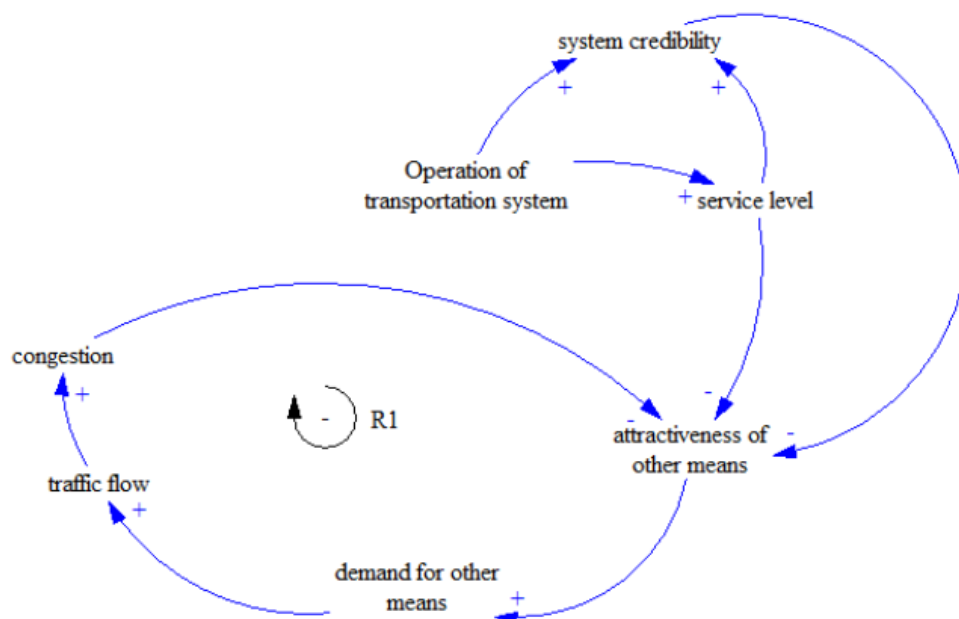 system credibility
+
+
Operation of
transportation system
+
service level
congestion
+
-
R1
-
-
-
attractiveness of
other means
traffic flow
+
demand for other
means
+